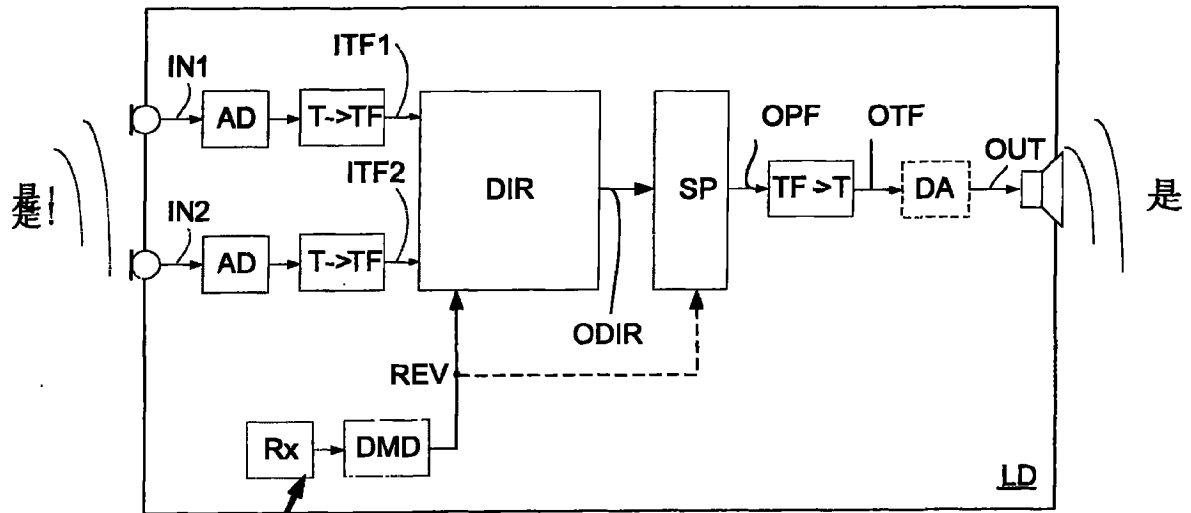 ITF1
IN1
AD
T->TF
DIR
SP
OPF
OTF
OUT
TF->T
DA
ITF2
IN2
AD
T->TF
ODIR
REV
Rx
DMD
LD
是!
是